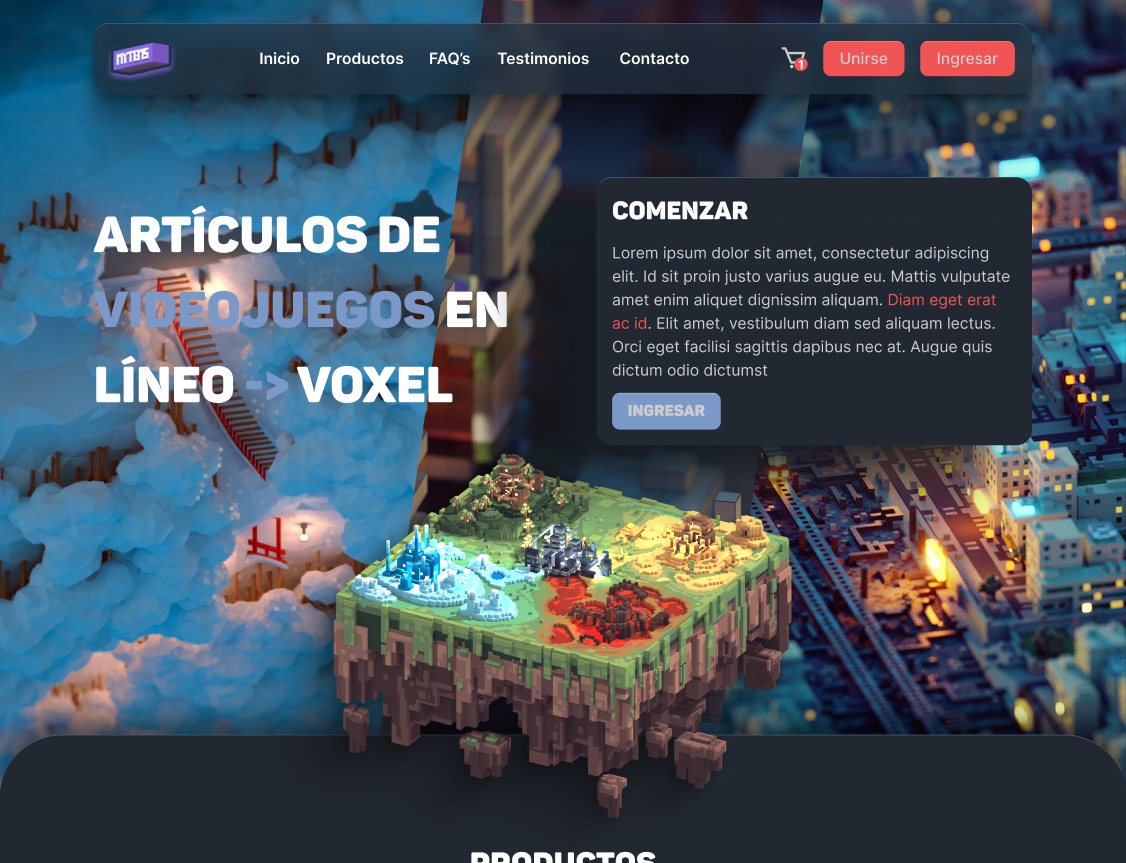 MTBIS
Inicio Productos FAQ's Testimonios Contacto 1 Unirse Ingresar
ARTÍCULOS DE
VIDEOJUEGOS EN
LÍNEO -> VOXEL
COMENZAR
Lorem ipsum dolor sit amet, consectetur adipiscing
elit. Id sit proin justo varius augue eu. Mattis vulputate
amet enim aliquet dignissim aliquam. Diam eget erat
ac id. Elit amet, vestibulum diam sed aliquam lectus.
Orci eget facilisi sagittis dapibus nec at. Augue quis
dictum odio dictumst
INGRESAR
PRODUCTOS